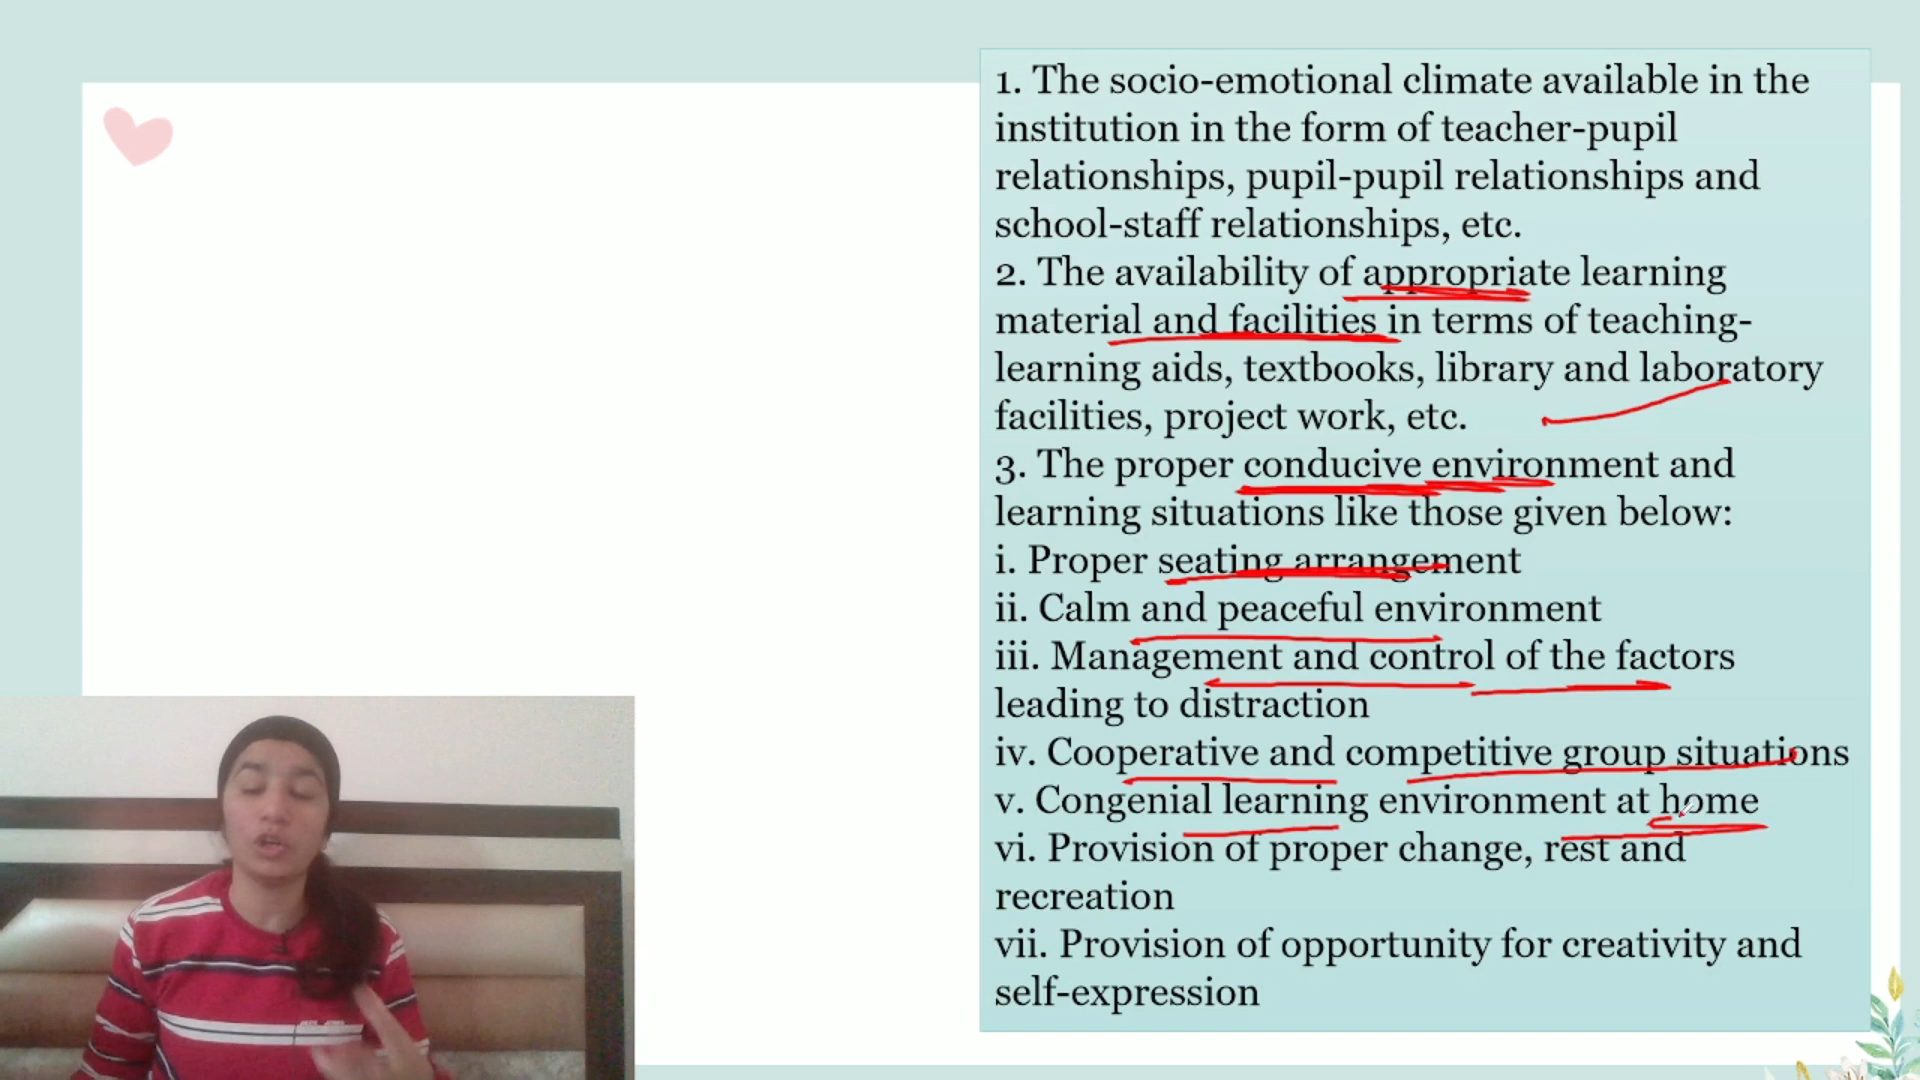 1. The socio-emotional climate available in the
institution in the form of teacher-pupil
relationships, pupil-pupil relationships and
school-staff relationships, etc.
2. The availability of appropriate learning
material and facilities in terms of teaching-
learning aids, textbooks, library and laboratory
facilities, project work, etc.
3. The proper conducive environment and
learning situations like those given below:
i. Proper seating arrangement
ii. Calm and peaceful environment
iii. Management and control of the factors
leading to distraction
iv. Cooperative and competitive group situations
v. Congenial learning environment at home
vi. Provision of proper change, rest and
recreation
vii. Provision of opportunity for creativity and
self-expression